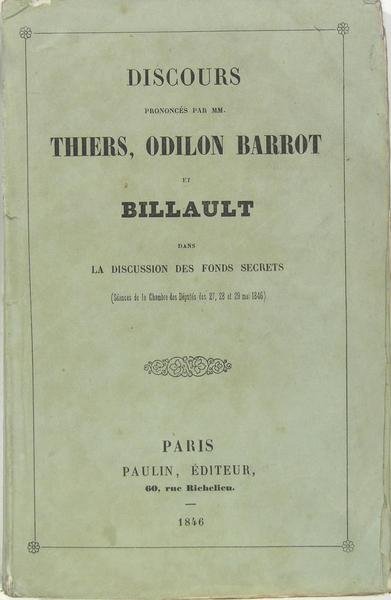 DISCOURS
PRONONCÉS PAR MM.
THIERS, ODILON BARROT
ET
BILLAULT
DANS
LA DISCUSSION DES FONDS SECRETS
(Séances de la Chambre des Députés des 27, 28 et 29 mai 1846)
PARIS
PAULIN, ÉDITEUR,
60, rue Richelieu.
1846